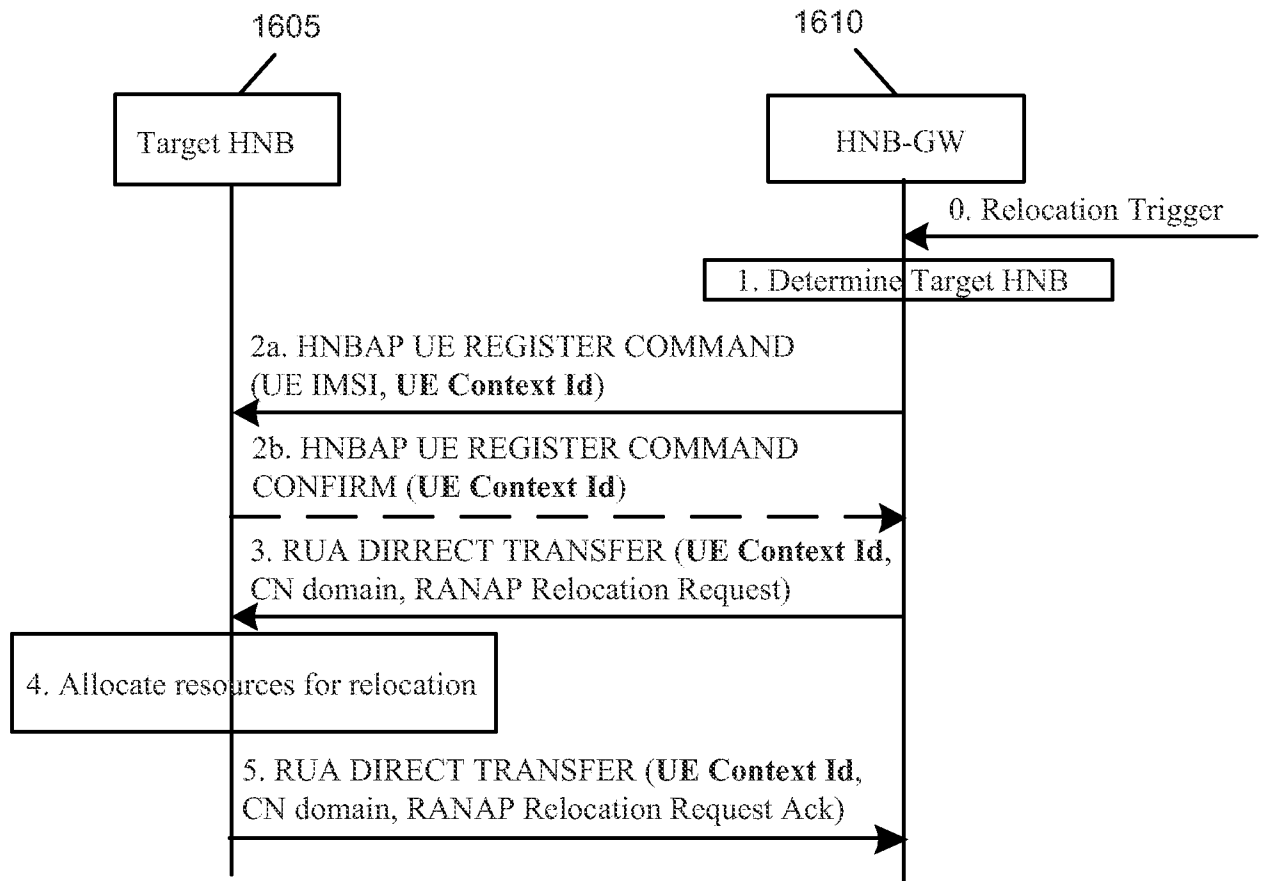 1605
1610
Target HNB
HNB-GW
0. Relocation Trigger
1. Determine Target HNB
2a. HNBAP UE REGISTER COMMAND
(UE IMSI, UE Context Id)
2b. HNBAP UE REGISTER COMMAND
CONFIRM (UE Context Id)
3. RUA DIRRECT TRANSFER (UE Context Id,
CN domain, RANAP Relocation Request)
4. Allocate resources for relocation
5. RUA DIRECT TRANSFER (UE Context Id,
CN domain, RANAP Relocation Request Ack)